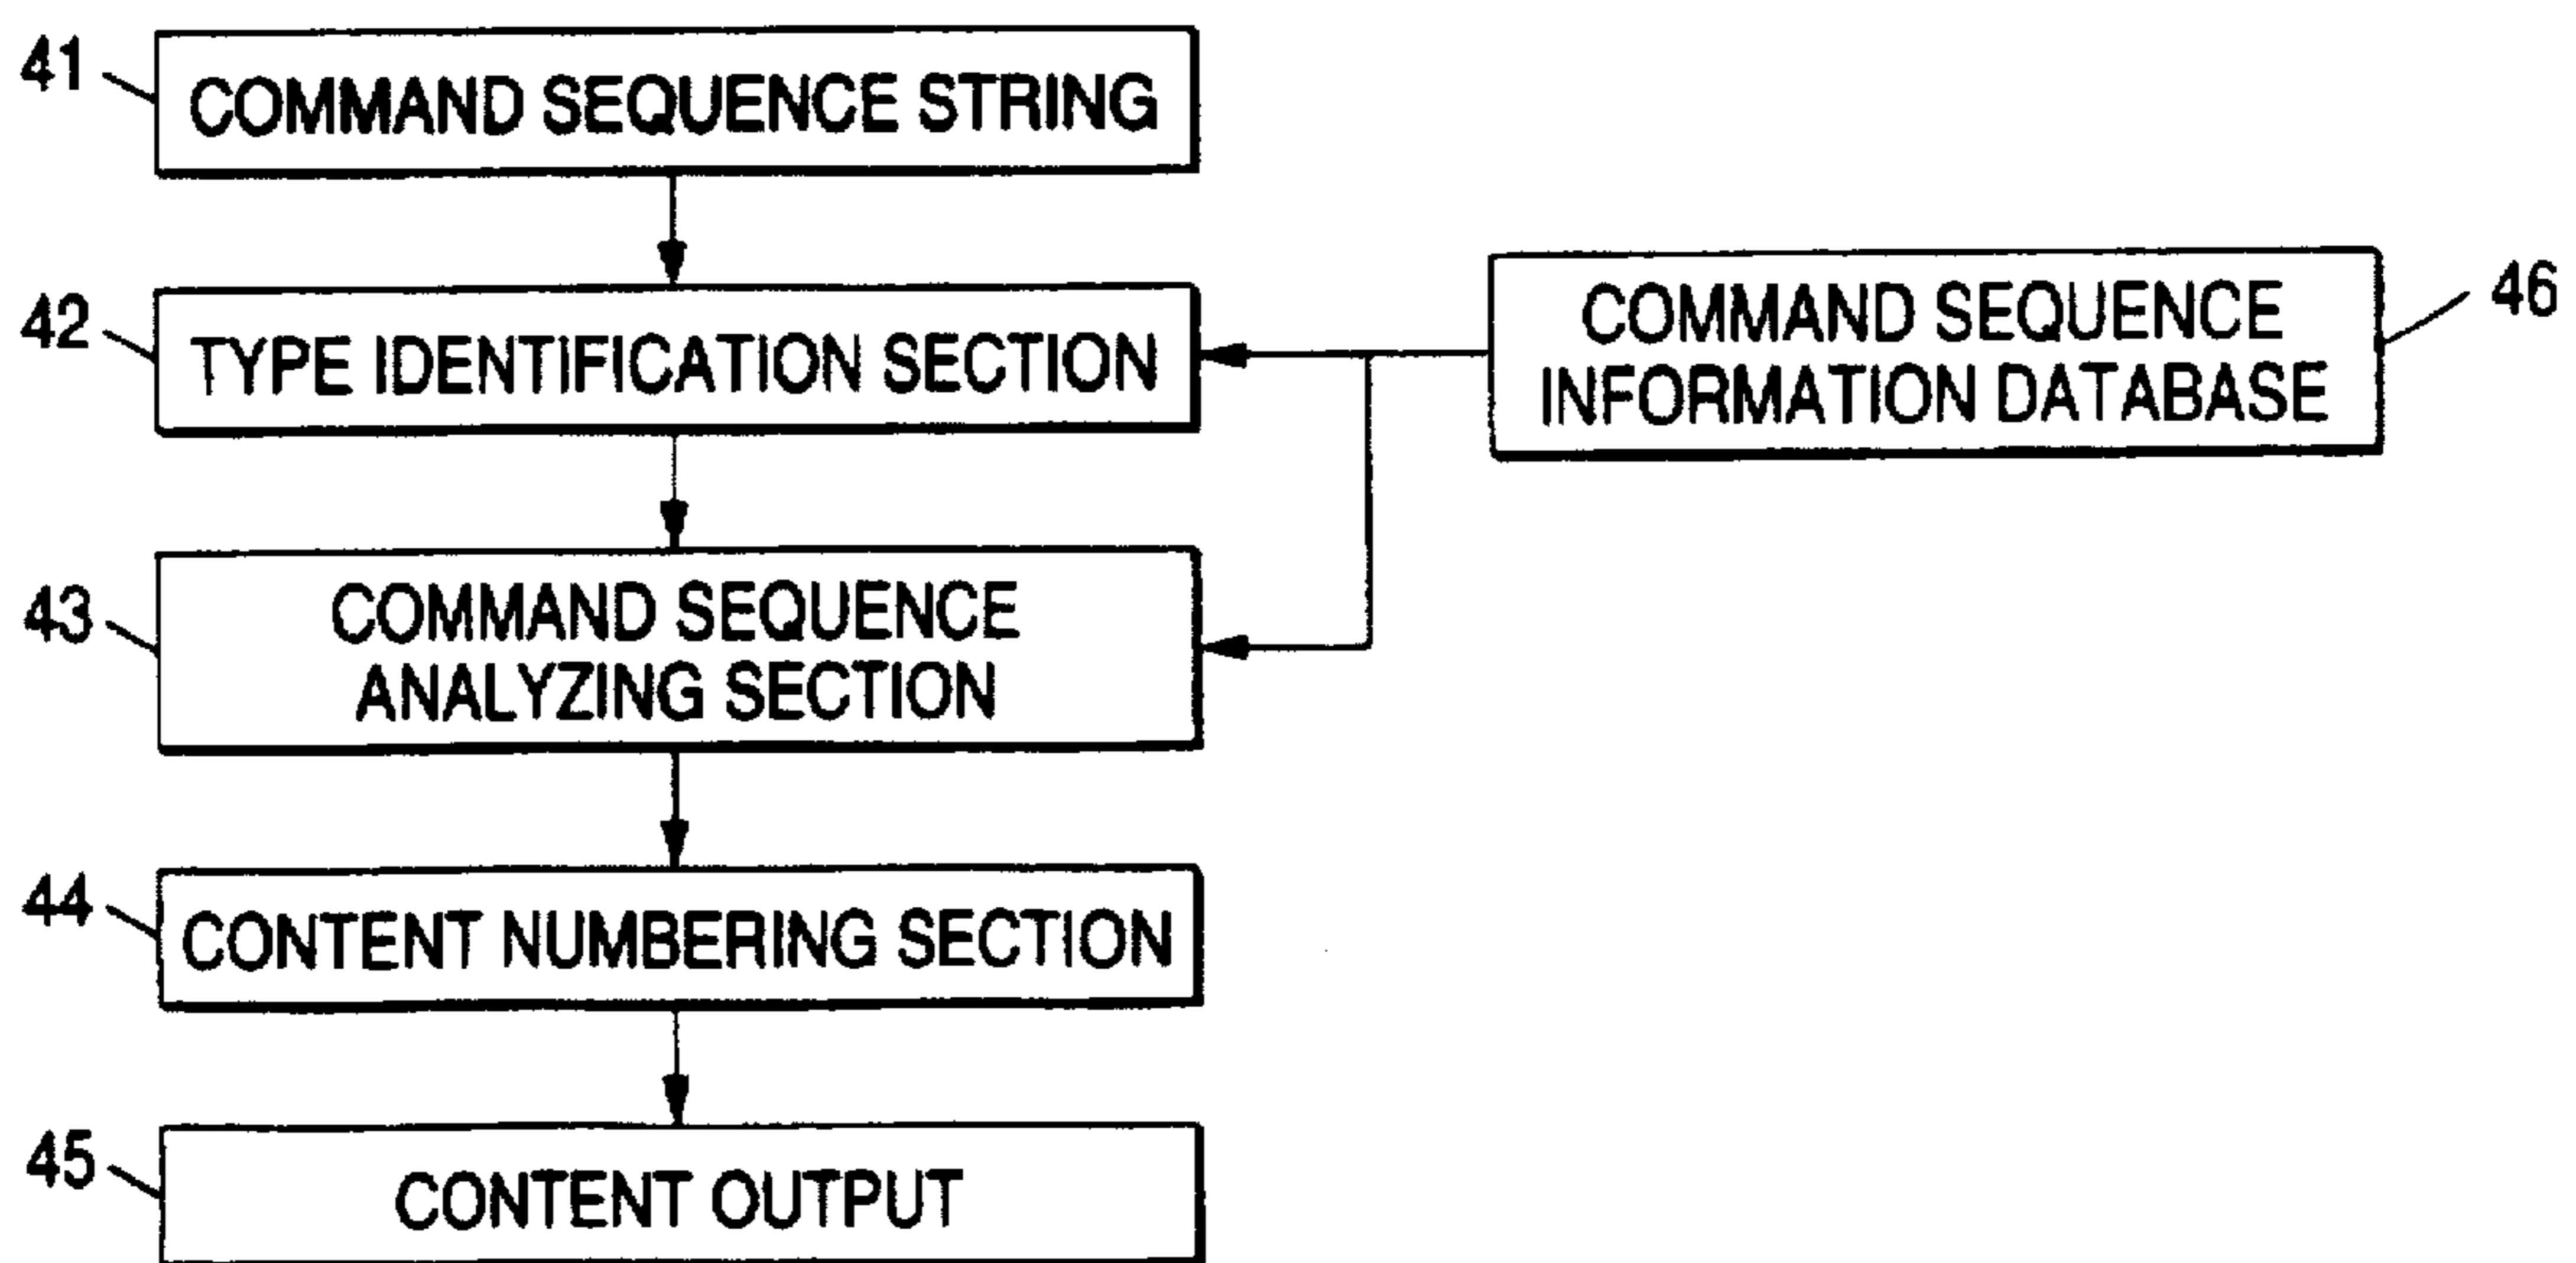 41
COMMAND SEQUENCE STRING
42
TYPE IDENTIFICATION SECTION
COMMAND SEQUENCE
INFORMATION DATABASE
46
43
COMMAND SEQUENCE
ANALYZING SECTION
44
CONTENT NUMBERING SECTION
45
CONTENT OUTPUT